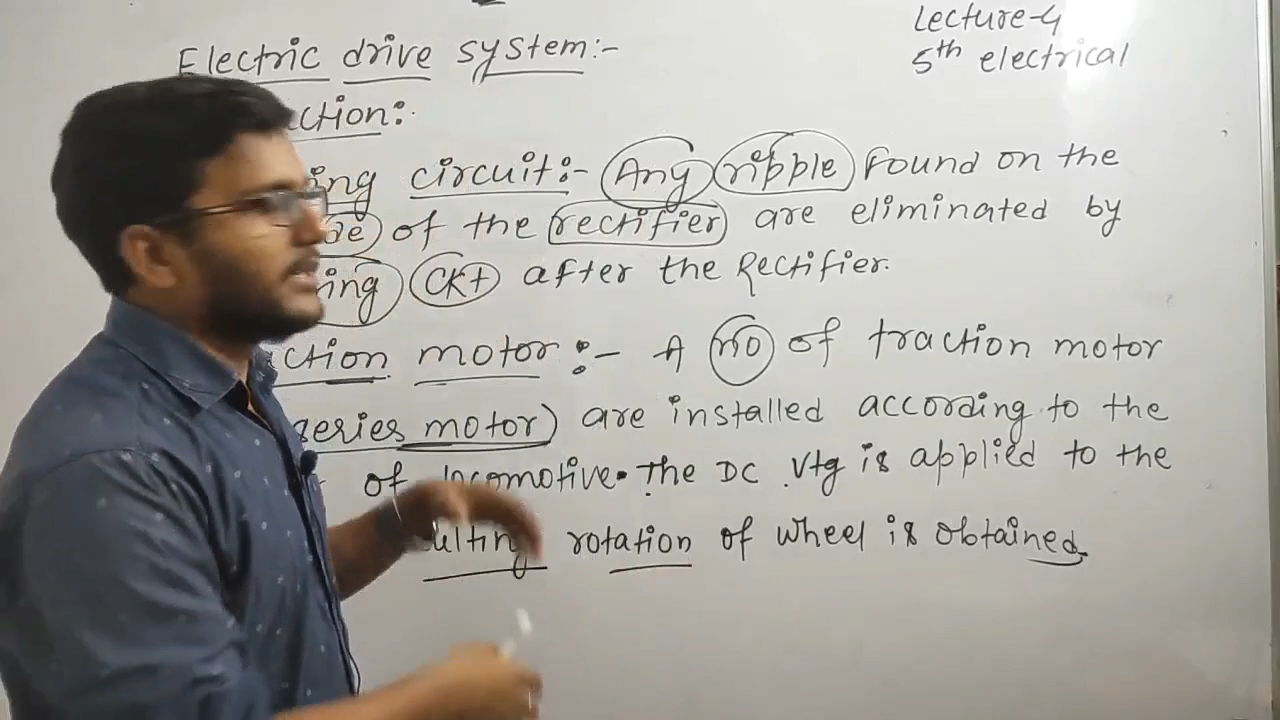 Lecture-4
5th electrical
Electric drive system:-
ction:
ing circuit:- Any ripple found on the
of the rectifier are eliminated by
ing CKt after the Rectifier.
ction motor:- A no of traction motor
series motor) are installed according to the
of locomotive. The DC Vtg is applied to the
ulting rotation of wheel is obtained